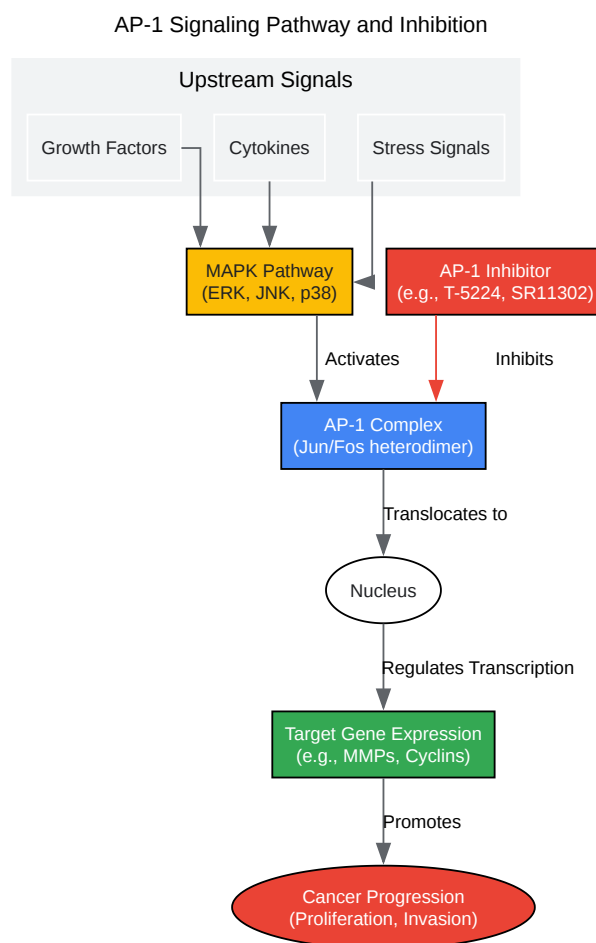 AP-1 Signaling Pathway and Inhibition
Upstream Signals
Growth Factors
Cytokines
Stress Signals
MAPK Pathway
(ERK, JNK, p38)
AP-1 Inhibitor
(e.g., T-5224, SR11302)
Activates
Inhibits
AP-1 Complex
(Jun/Fos heterodimer)
Translocates to
Nucleus
Regulates Transcription
Target Gene Expression
(e.g., MMPs, Cyclins)
Promotes
Cancer Progression
(Proliferation, Invasion)